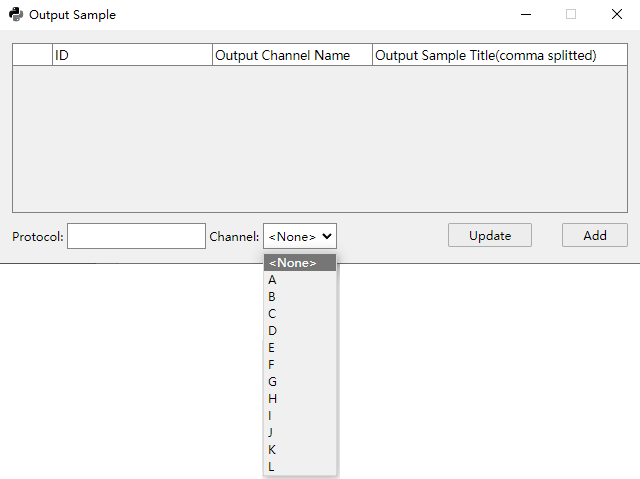 Output Sample
ID Output Channel Name Output Sample Title(comma splitted)
Protocol: Channel: <None> Update Add
<None>
A
B
C
D
E
F
G
H
I
J
K
L